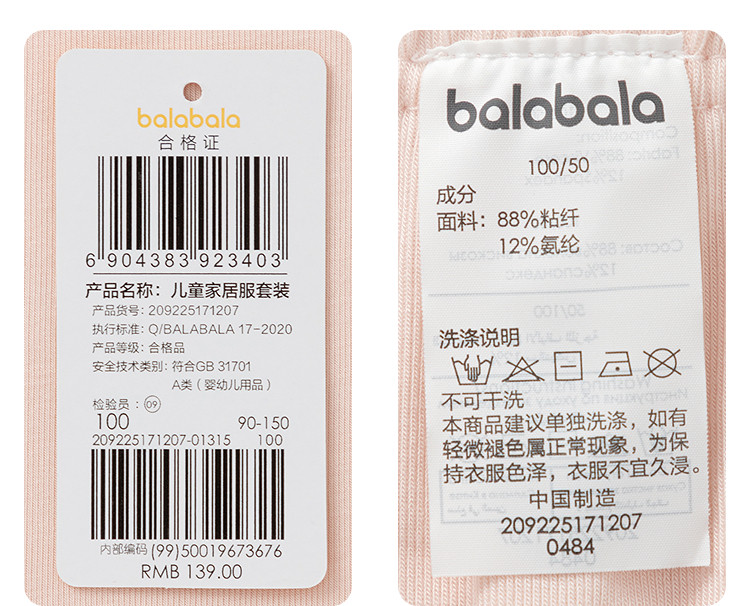 balabala
合格证
6 904383 923403
产品名称：儿童家居服套装
产品货号：209225171207
执行标准：Q/BALABALA 17-2020
产品等级：合格品
安全技术类别：符合GB 31701
A类（婴幼儿用品）
检验员：09
100 90-150
209225171207-01315 100
内部编码 (99)50019673676
RMB 139.00
balabala
100/50
成分
面料：88%粘纤
12%氨纶
洗涤说明
不可干洗
本商品建议单独洗涤，如有
轻微褪色属正常现象，为保
持衣服色泽，衣服不宜久浸。
中国制造
209225171207
0484